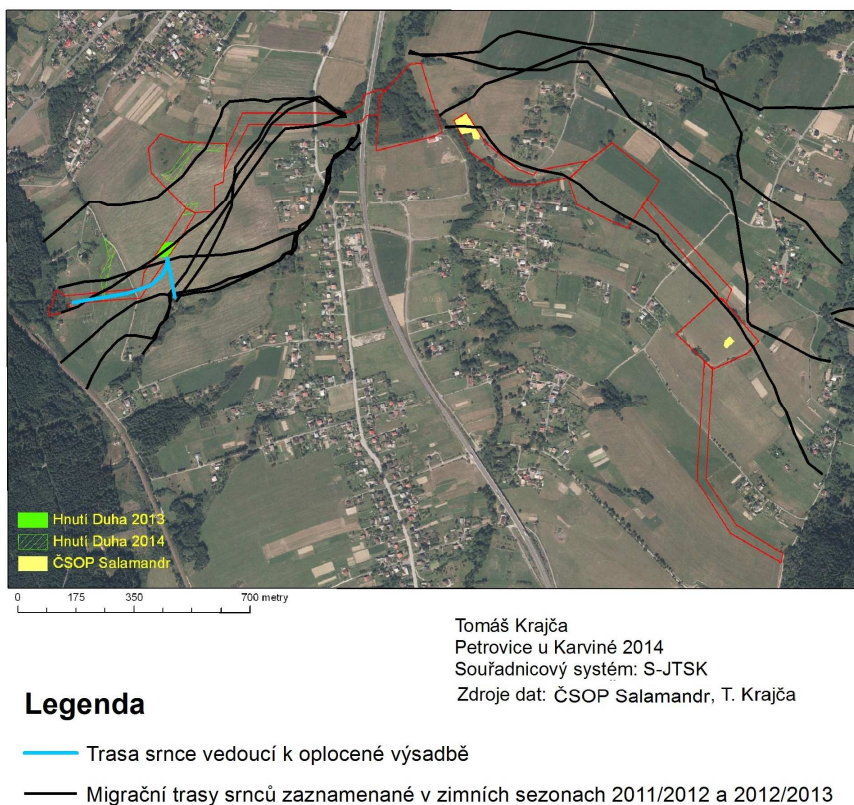 Hnutí Duha 2013
Hnutí Duha 2014
ČSOP Salamandr
0 175 350 700 metry
Tomáš Krajča
Petrovice u Karviné 2014
Souřadnicový systém: S-JTSK
Zdroje dat: ČSOP Salamandr, T. Krajča
Legenda
Trasa srnce vedoucí k oplocené výsadbě
Migrační trasy srnců zaznamenané v zimních sezonach 2011/2012 a 2012/2013